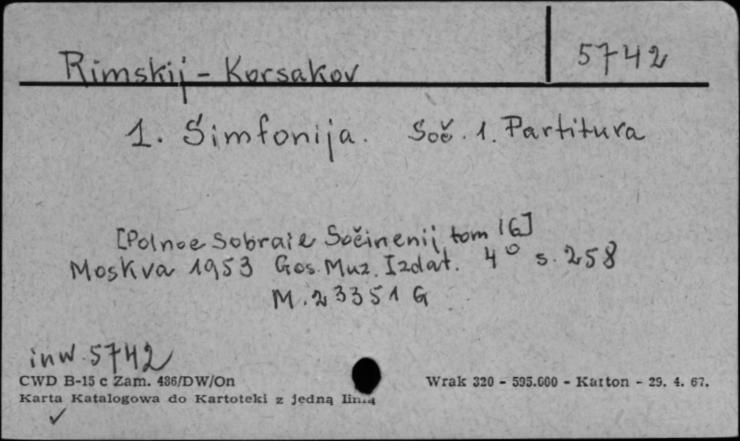 Rimskij - Korsakov 5742
1. Simfonija. Soč. 1. Partitura
[Polnoe Sobraie Sočinenij tom 16]
Moskva 1953 Gos. Muz. Izdat. 4° s. 258
M. 23351 G
inw. 5742
CWD B-15 c Zam. 486/DW/On Wrak 320 - 595.000 - Karton - 29. 4. 67.
Karta Katalogowa do Kartoteki z jedną linią